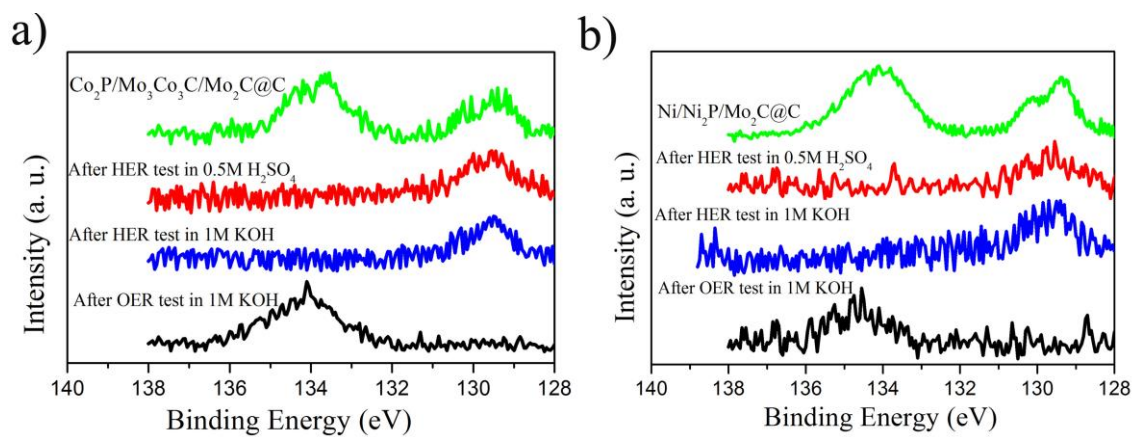 a)
Co₂P/Mo₃Co₃C/Mo₂C@C
After HER test in 0.5M H₂SO₄
After HER test in 1M KOH
After OER test in 1M KOH
Intensity (a. u.)
140 138 136 134 132 130 128
Binding Energy (eV)
b)
Ni/Ni₂P/Mo₂C@C
After HER test in 0.5M H₂SO₄
After HER test in 1M KOH
After OER test in 1M KOH
Intensity (a. u.)
140 138 136 134 132 130 128
Binding Energy (eV)